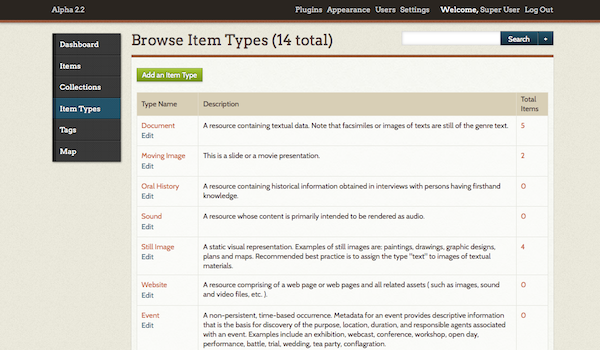 Alpha 2.2
Plugins Appearance Users Settings Welcome, Super User Log Out
Dashboard
Items
Collections
Item Types
Tags
Map
Browse Item Types (14 total)
Search
Add an Item Type
Type Name Description Total Items
Document
Edit
A resource containing textual data. Note that facsimiles or images of texts are still of the genre text.
5
Moving Image
Edit
This is a slide or a movie presentation.
2
Oral History
Edit
A resource containing historical information obtained in interviews with persons having firsthand
knowledge.
0
Sound
Edit
A resource whose content is primarily intended to be rendered as audio.
0
Still Image
Edit
A static visual representation. Examples of still images are: paintings, drawings, graphic designs,
plans and maps. Recommended best practice is to assign the type "text" to images of textual
materials.
4
Website
Edit
A resource comprising of a web page or web pages and all related assets ( such as images, sound
and video files, etc. ).
0
Event
Edit
A non-persistent, time-based occurrence. Metadata for an event provides descriptive information
that is the basis for discovery of the purpose, location, duration, and responsible agents associated
with an event. Examples include an exhibition, webcast, conference, workshop, open day,
performance, battle, trial, wedding, tea party, conflagration.
0